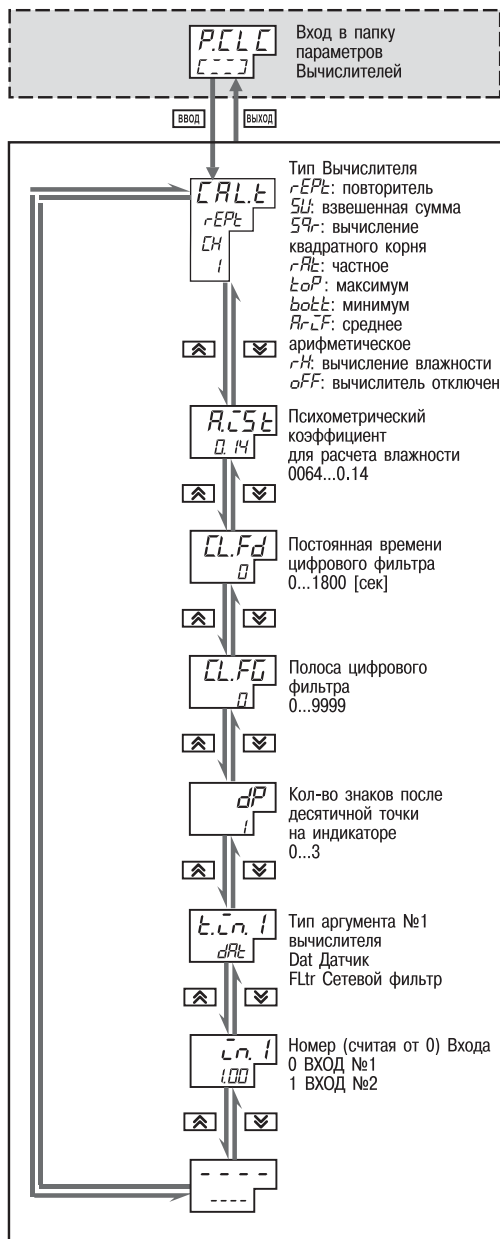 P.CLC
[---]
Вход в папку
параметров
Вычислителей
ВВОД
ВЫХОД
CAL.t
rEPt
CH
1
Тип Вычислителя
rEPt: повторитель
SU: взвешенная сумма
SQr: вычисление
квадратного корня
rAt: частное
toP: максимум
bott: минимум
AriF: среднее
арифметическое
rH: вычисление влажности
oFF: вычислитель отключен
A.iSt
0.14
Психометрический
коэффициент
для расчета влажности
0064...0.14
CL.Fd
0
Постоянная времени
цифрового фильтра
0...1800 [сек]
CL.FG
0
Полоса цифрового
фильтра
0...9999
dP
1
Кол-во знаков после
десятичной точки
на индикаторе
0...3
t.in.1
dAt
Тип аргумента №1
вычислителя
Dat Датчик
FLtr Сетевой фильтр
in.1
1.00
Номер (считая от 0) Входа
0 ВХОД №1
1 ВХОД №2
- - - -
----